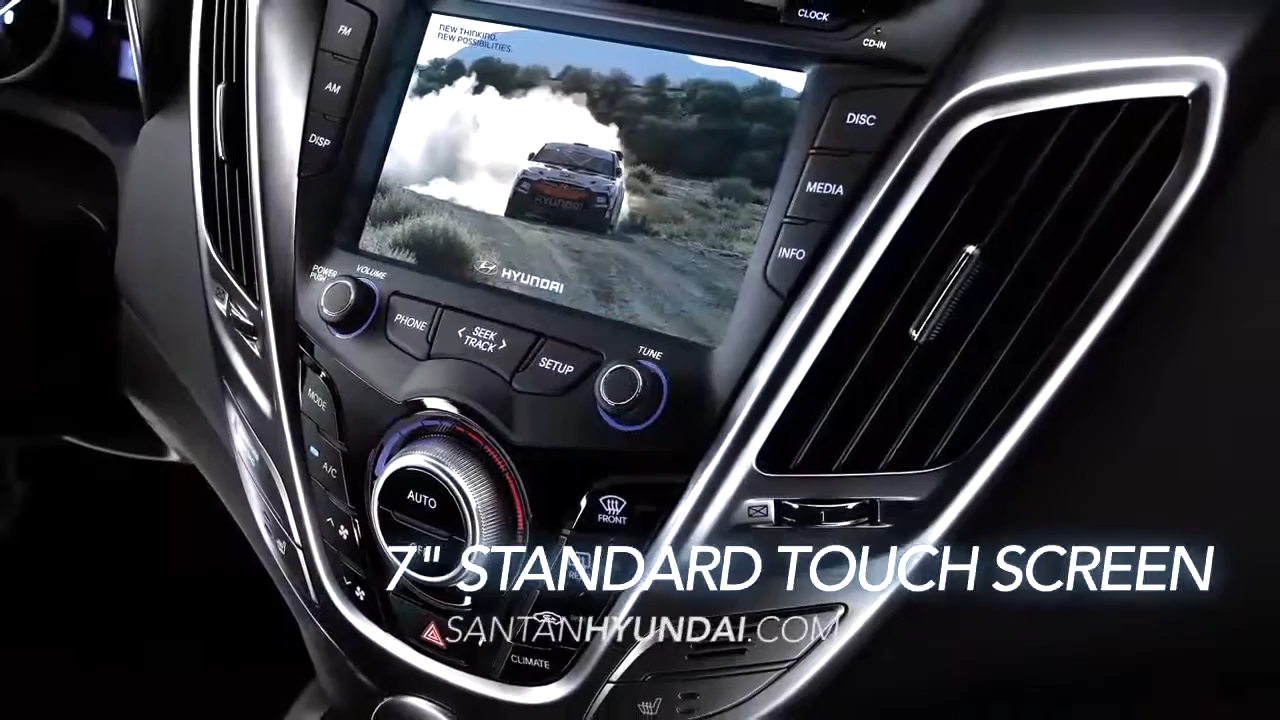 CLOCK
CD-IN
FM
AM
DISP
NEW THINKING.
NEW POSSIBILITIES.
HYUNDAI
HYUNDAI
DISC
MEDIA
INFO
POWER
PUSH
VOLUME
PHONE
SEEK
TRACK
SETUP
TUNE
MODE
A/C
AUTO
FRONT
7" STANDARD TOUCH SCREEN
SANTANHYUNDAI.COM
CLIMATE